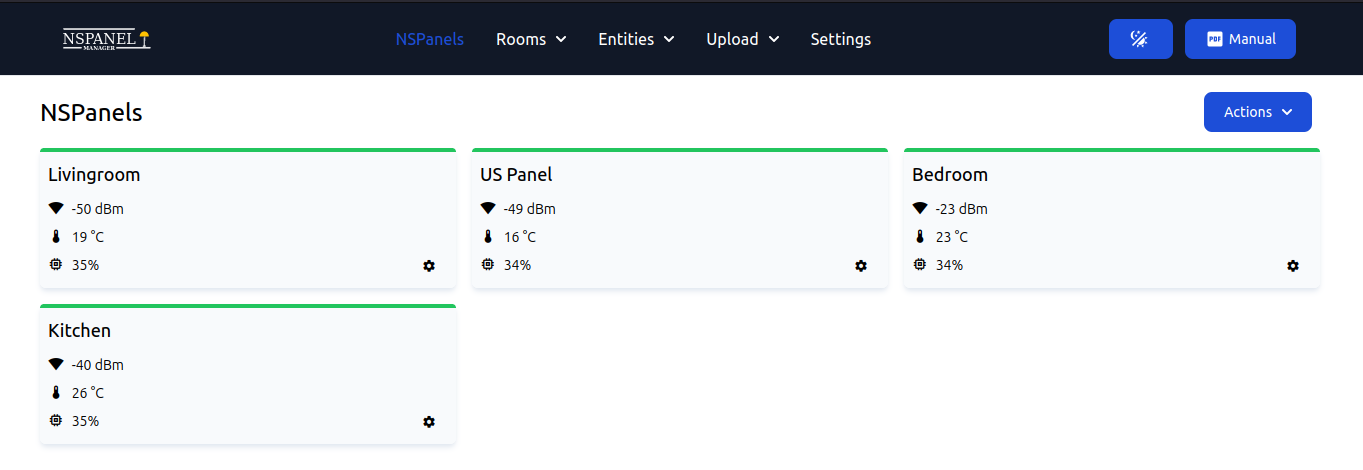 NSPANEL
MANAGER
NSPanels
Rooms
Entities
Upload
Settings
PDF
Manual
NSPanels
Actions
Livingroom
-50 dBm
19 °C
35%
US Panel
-49 dBm
16 °C
34%
Bedroom
-23 dBm
23 °C
34%
Kitchen
-40 dBm
26 °C
35%